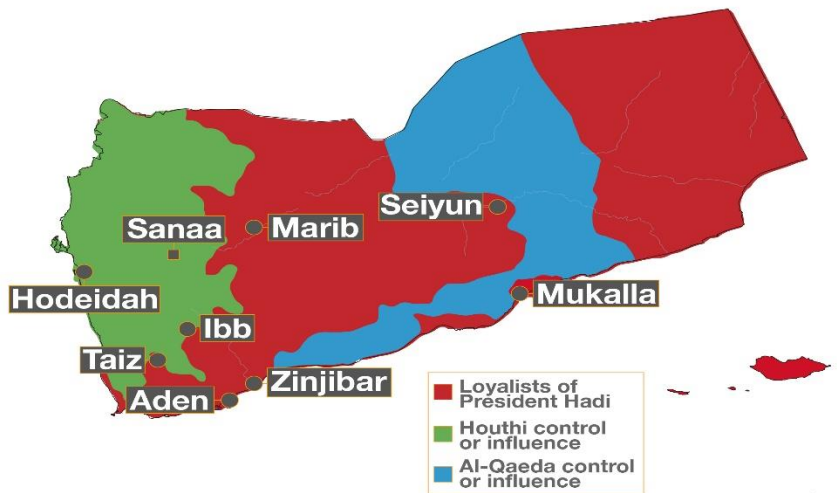 Seiyun
Sanaa
Marib
Hodeidah
Mukalla
Ibb
Taiz
Zinjibar
Aden
Loyalists of
President Hadi
Houthi control
or influence
Al-Qaeda control
or influence